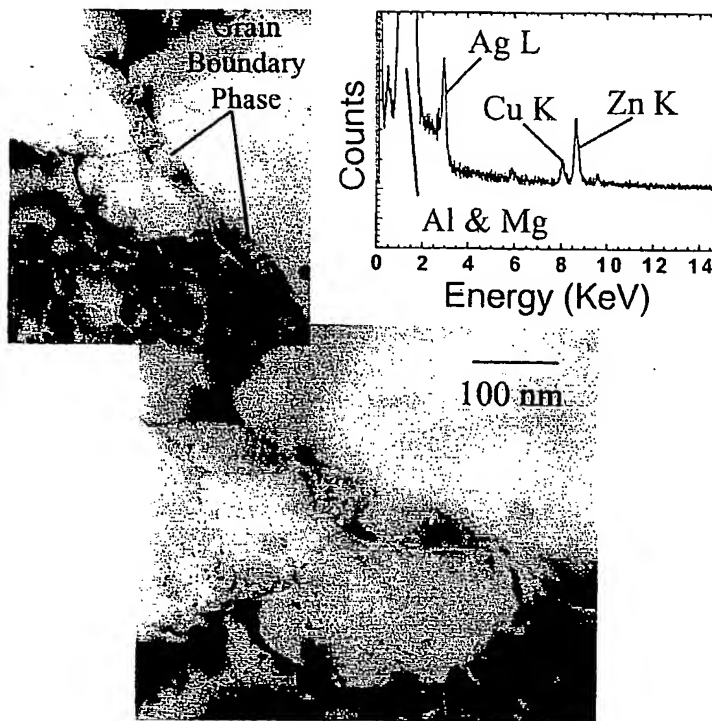 Grain
Boundary
Phase
Ag L
Cu K
Zn K
Counts
Al & Mg
0 2 4 6 8 10 12 14
Energy (KeV)
100 nm